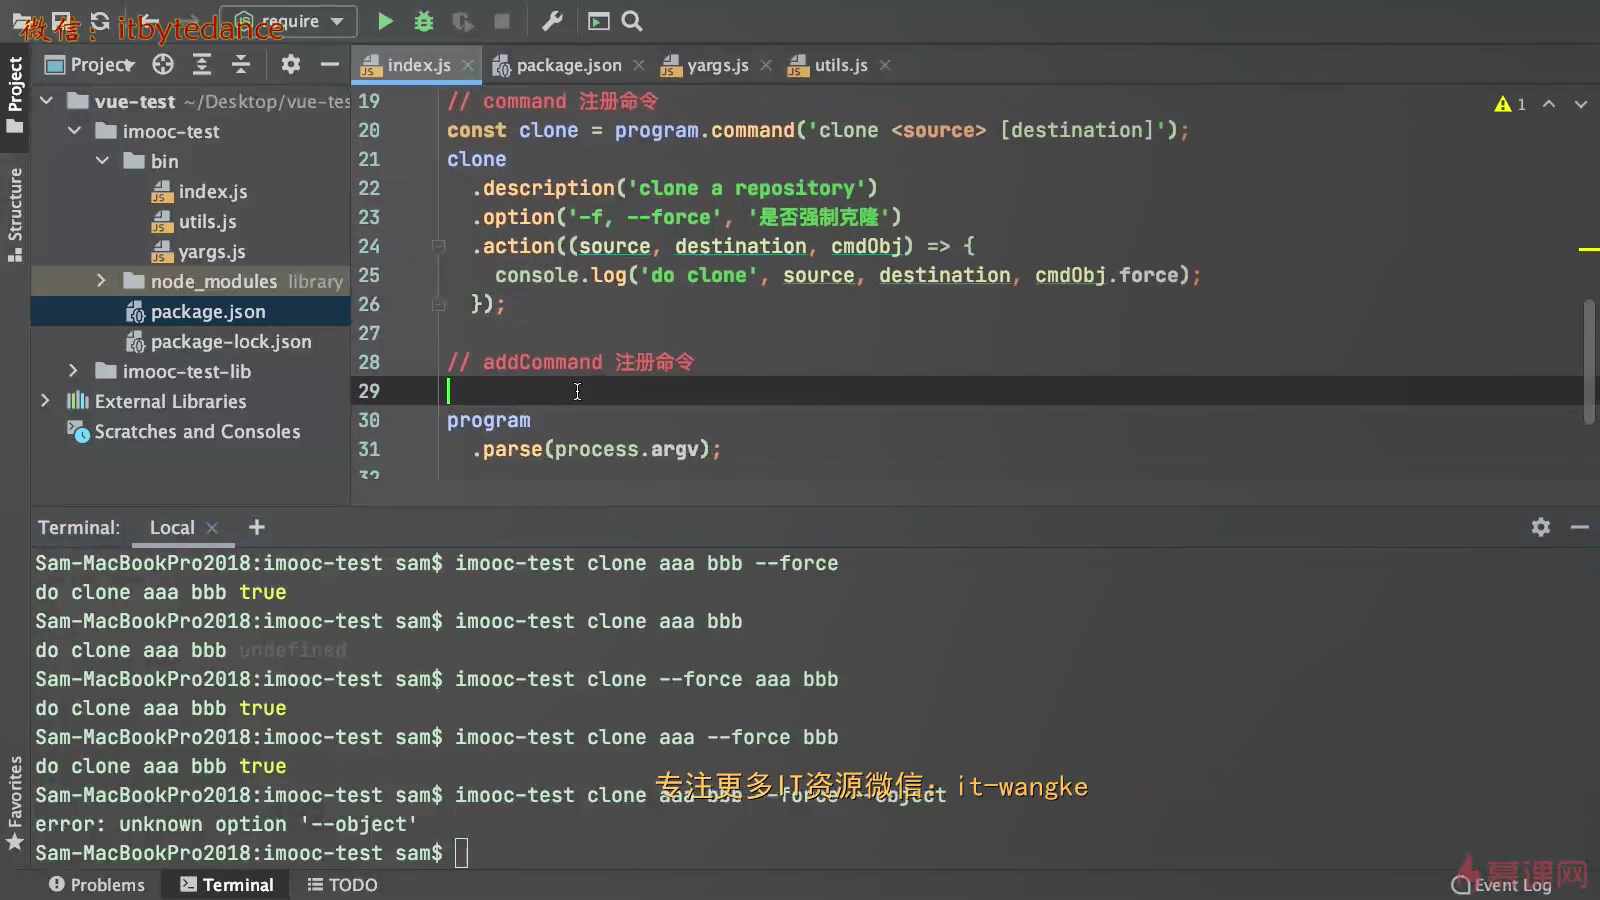 微信：itbytedance
require
Project
index.js
package.json
yargs.js
utils.js
Project
Structure
Favorites
vue-test ~/Desktop/vue-tes
imooc-test
bin
index.js
utils.js
yargs.js
node_modules library
package.json
package-lock.json
imooc-test-lib
External Libraries
Scratches and Consoles
1
19 // command 注册命令
20 const clone = program.command('clone <source> [destination]');
21 clone
22 .description('clone a repository')
23 .option('-f, --force', '是否强制克隆')
24 .action((source, destination, cmdObj) => {
25 console.log('do clone', source, destination, cmdObj.force);
26 });
27
28 // addCommand 注册命令
29
30 program
31 .parse(process.argv);
32
Terminal: Local
Sam-MacBookPro2018:imooc-test sam$ imooc-test clone aaa bbb --force
do clone aaa bbb true
Sam-MacBookPro2018:imooc-test sam$ imooc-test clone aaa bbb
do clone aaa bbb undefined
Sam-MacBookPro2018:imooc-test sam$ imooc-test clone --force aaa bbb
do clone aaa bbb true
Sam-MacBookPro2018:imooc-test sam$ imooc-test clone aaa --force bbb
do clone aaa bbb true
专注更多IT资源微信：it-wangke
Sam-MacBookPro2018:imooc-test sam$ imooc-test clone aaa bbb --force --object
error: unknown option '--object'
Sam-MacBookPro2018:imooc-test sam$
慕课网
Problems
Terminal
TODO
Event Log